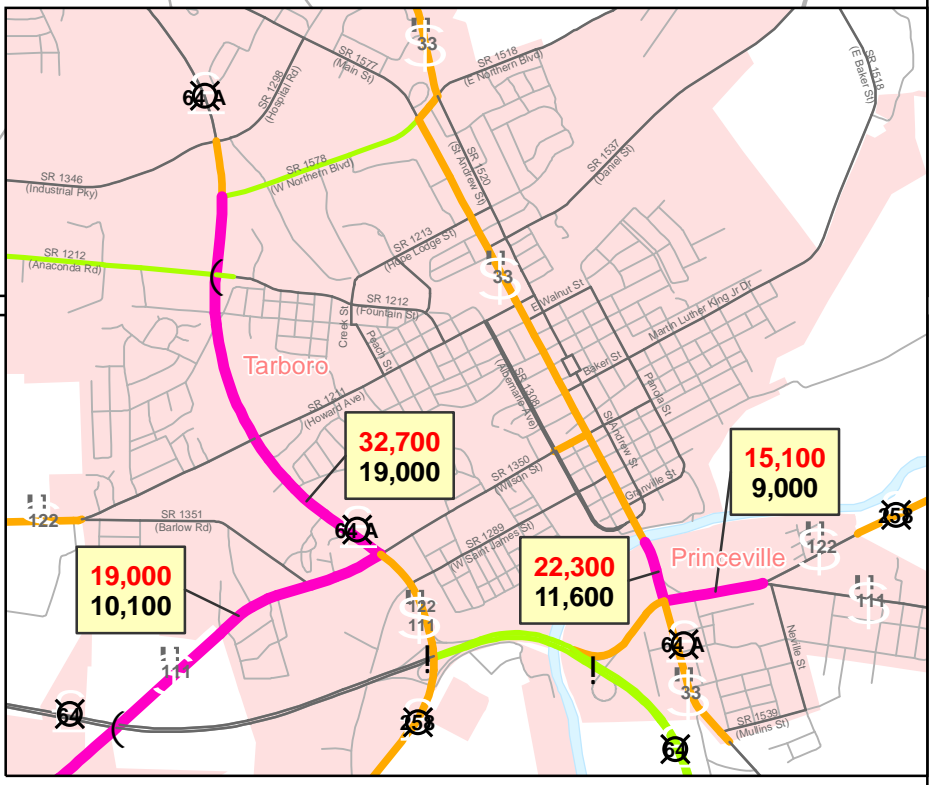 33
SR 1577
(Main St)
SR 1518
(E Northern Blvd)
SR 1518
(E Baker St)
64 A
SR 1298
(Hospital Rd)
SR 1578
(W Northern Blvd)
SR 1520
(St Andrew St)
SR 1537
(Daniel St)
SR 1346
(Industrial Pky)
SR 1213
(Hope Lodge St)
SR 1212
(Anaconda Rd)
33
SR 1212
(Fountain St)
Creek St
Peach St
E Walnut St
Martin Luther King Jr Dr
Baker St
Panola St
Tarboro
SR 1308
(Albemarle Ave)
SR 1211
(Howard Ave)
St Andrew St
32,700
19,000
SR 1350
(Wilson St)
Granville St
15,100
9,000
122
SR 1351
(Barlow Rd)
64 A
SR 1289
(W Saint James St)
258
122
Princeville
19,000
10,100
22,300
11,600
122
111
111
111
Neville St
64 A
33
!
!
64
258
SR 1539
(Mullins St)
64